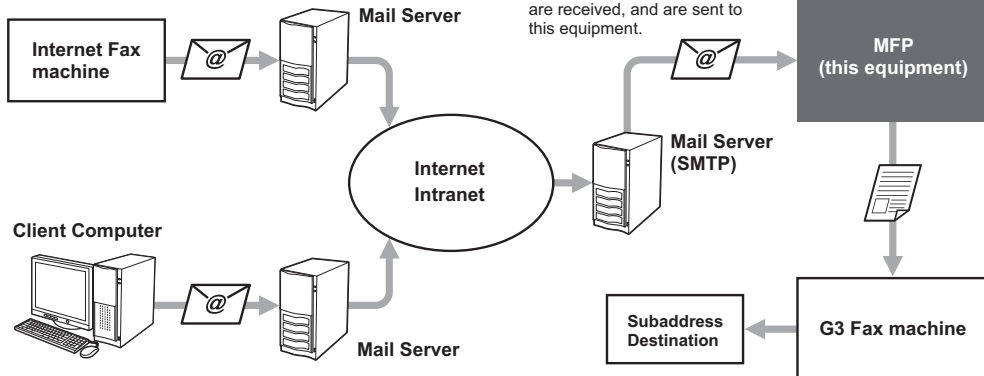 Mail Server
are received, and are sent to
this equipment.
Internet Fax
machine
@
@
MFP
(this equipment)
Mail Server
(SMTP)
Internet
Intranet
Client Computer
@
Mail Server
Subaddress
Destination
G3 Fax machine